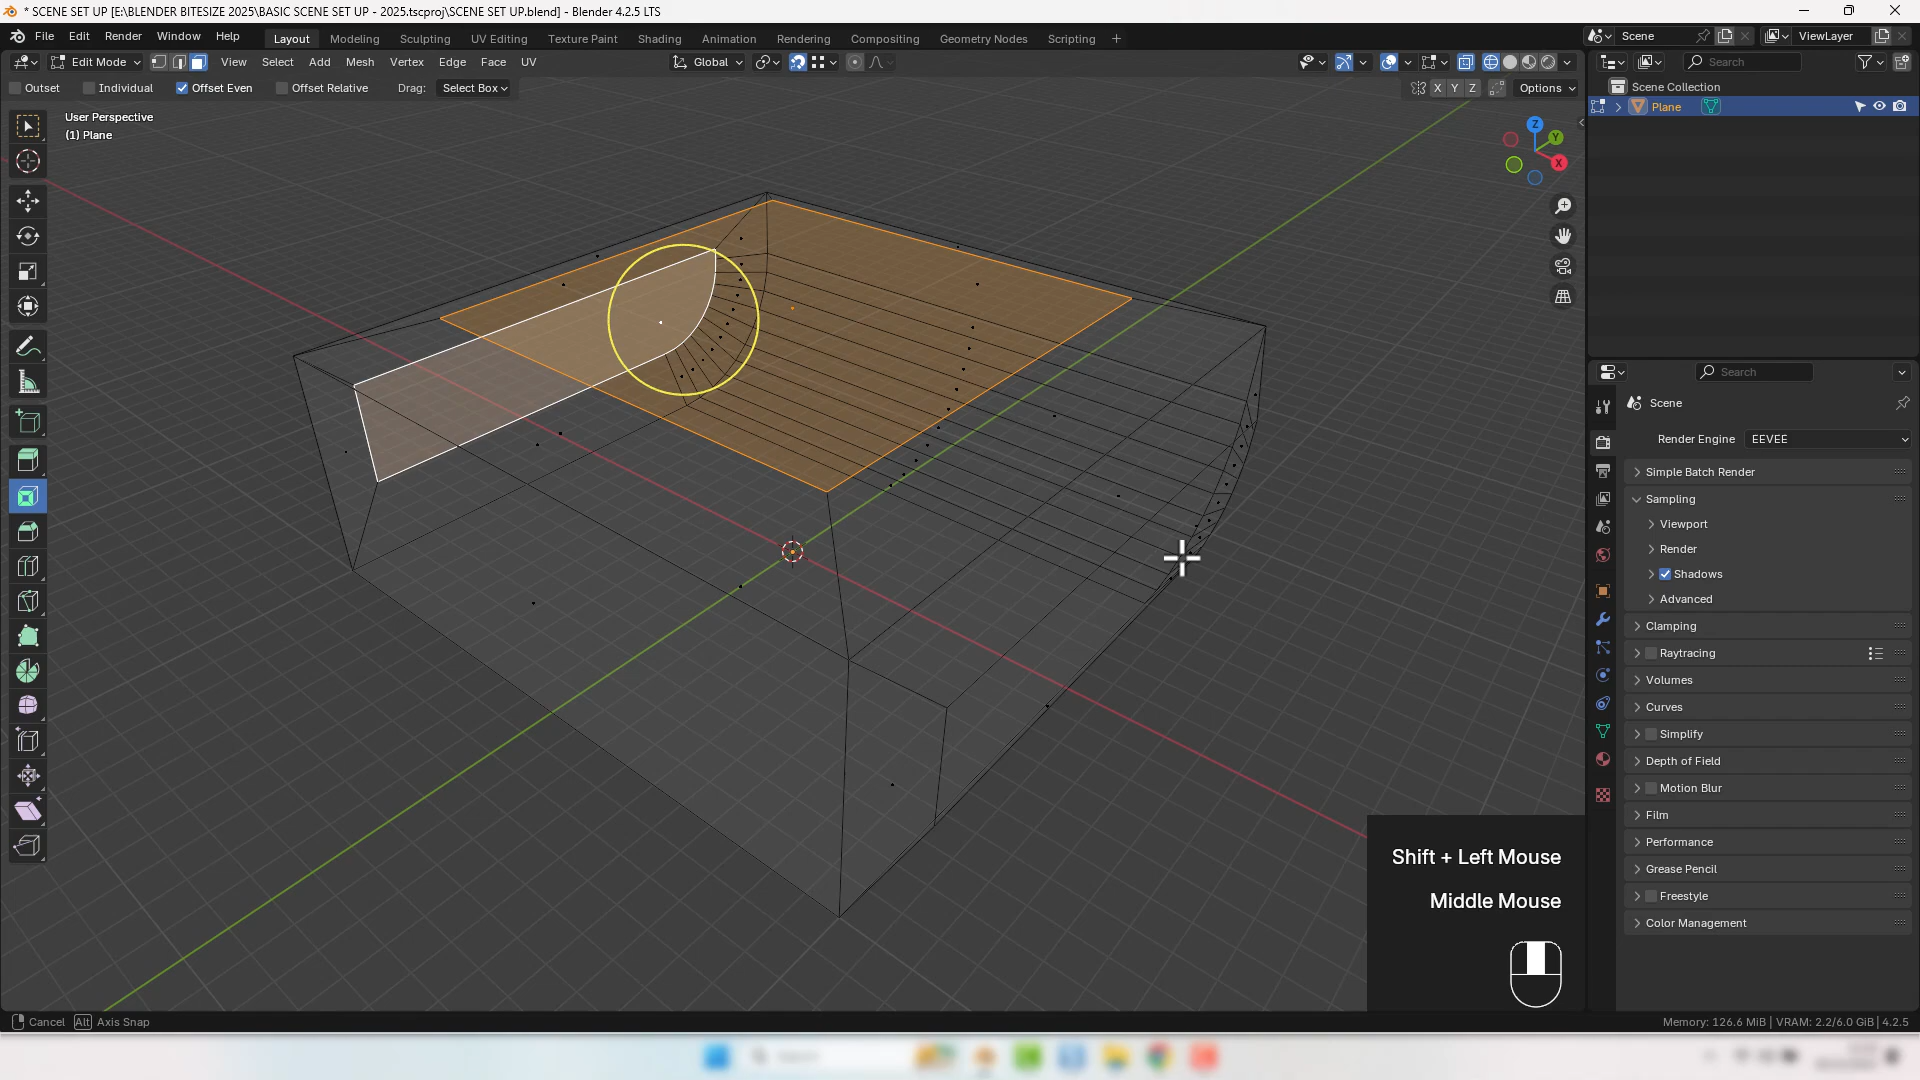 * SCENE SET UP [E:\BLENDER BITESIZE 2025\BASIC SCENE SET UP - 2025.tscproj\SCENE SET UP.blend] - Blender 4.2.5 LTS
File Edit Render Window Help Layout Modeling Sculpting UV Editing Texture Paint Shading Animation Rendering Compositing Geometry Nodes Scripting + Scene ViewLayer
Edit Mode View Select Add Mesh Vertex Edge Face UV Global Search
Outset Individual Offset Even Offset Relative Drag: Select Box X Y Z Options Scene Collection
Plane
User Perspective
(1) Plane
Z
Y
X
Search
Scene
Render Engine EEVEE
Simple Batch Render
Sampling
Viewport
Render
Shadows
Advanced
Clamping
Raytracing
Volumes
Curves
Simplify
Depth of Field
Motion Blur
Film
Performance
Grease Pencil
Freestyle
Color Management
Shift + Left Mouse
Middle Mouse
Cancel Alt Axis Snap Memory: 126.6 MiB | VRAM: 2.2/6.0 GiB | 4.2.5
Search